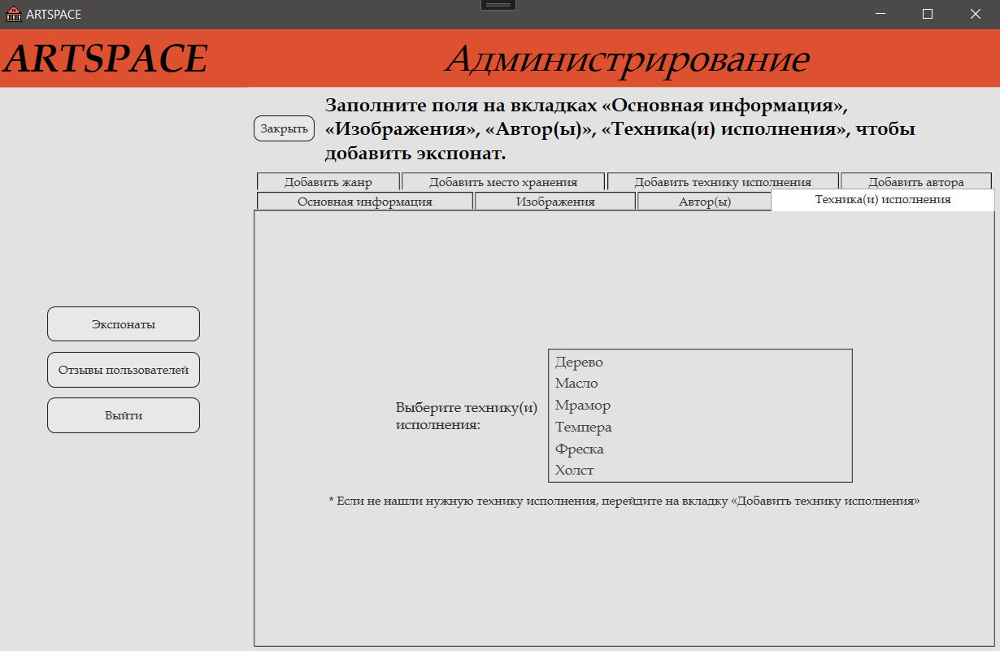 ARTSPACE
ARTSPACE
Администрирование
Закрыть
Заполните поля на вкладках «Основная информация»,
«Изображения», «Автор(ы)», «Техника(и) исполнения», чтобы
добавить экспонат.
Добавить жанр
Добавить место хранения
Добавить технику исполнения
Добавить автора
Основная информация
Изображения
Автор(ы)
Техника(и) исполнения
Экспонаты
Отзывы пользователей
Выйти
Выберите технику(и)
исполнения:
Дерево
Масло
Мрамор
Темпера
Фреска
Холст
* Если не нашли нужную технику исполнения, перейдите на вкладку «Добавить технику исполнения»